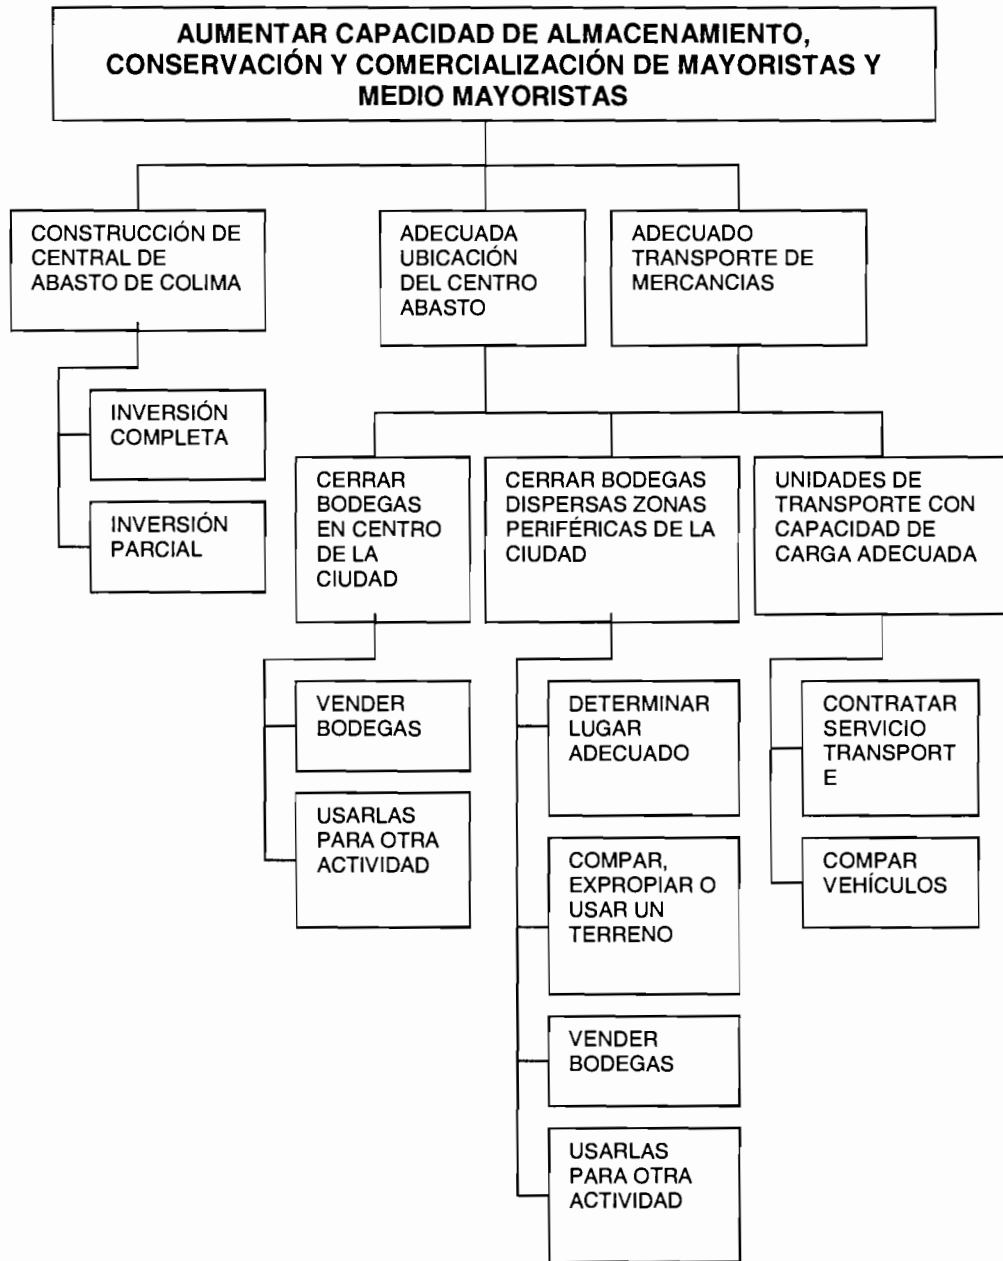 AUMENTAR CAPACIDAD DE ALMACENAMIENTO,
CONSERVACIÓN Y COMERCIALIZACIÓN DE MAYORISTAS Y
MEDIO MAYORISTAS
CONSTRUCCIÓN DE
CENTRAL DE
ABASTO DE COLIMA
ADECUADA
UBICACIÓN
DEL CENTRO
ABASTO
ADECUADO
TRANSPORTE DE
MERCANCIAS
INVERSIÓN
COMPLETA
INVERSIÓN
PARCIAL
CERRAR
BODEGAS
EN CENTRO
DE LA
CIUDAD
CERRAR BODEGAS
DISPERSAS ZONAS
PERIFÉRICAS DE LA
CIUDAD
UNIDADES DE
TRANSPORTE CON
CAPACIDAD DE
CARGA ADECUADA
VENDER
BODEGAS
USARLAS
PARA OTRA
ACTIVIDAD
DETERMINAR
LUGAR
ADECUADO
COMPAR,
EXPROPIAR O
USAR UN
TERRENO
VENDER
BODEGAS
USARLAS
PARA OTRA
ACTIVIDAD
CONTRATAR
SERVICIO
TRANSPORT
E
COMPAR
VEHÍCULOS